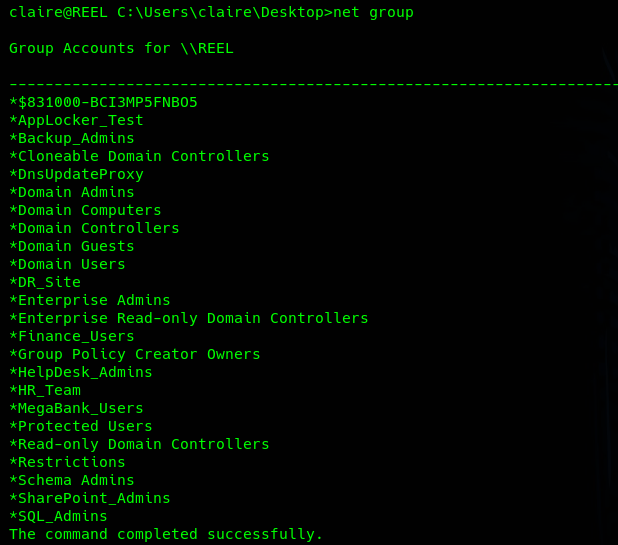 claire@REEL C:\Users\claire\Desktop>net group
Group Accounts for \\REEL
-------------------------------------------------------------------------------
*$831000-BCI3MP5FNBO5
*AppLocker_Test
*Backup_Admins
*Cloneable Domain Controllers
*DnsUpdateProxy
*Domain Admins
*Domain Computers
*Domain Controllers
*Domain Guests
*Domain Users
*DR_Site
*Enterprise Admins
*Enterprise Read-only Domain Controllers
*Finance_Users
*Group Policy Creator Owners
*HelpDesk_Admins
*HR_Team
*MegaBank_Users
*Protected Users
*Read-only Domain Controllers
*Restrictions
*Schema Admins
*SharePoint_Admins
*SQL_Admins
The command completed successfully.